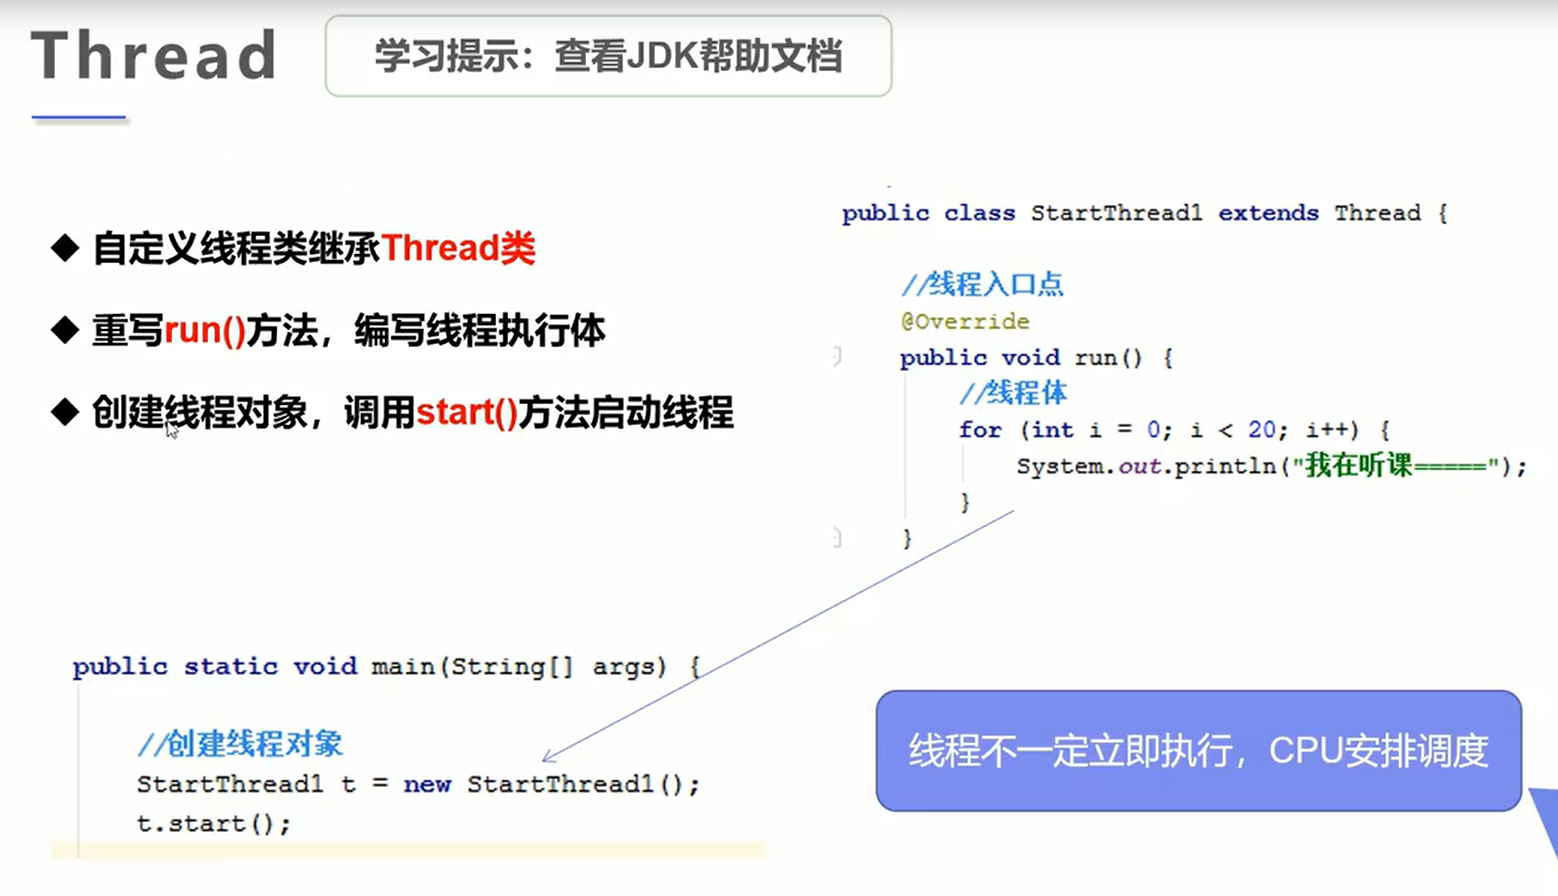 Thread
学习提示：查看JDK帮助文档
◆ 自定义线程类继承Thread类
◆ 重写run()方法，编写线程执行体
◆ 创建线程对象，调用start()方法启动线程
public class StartThread1 extends Thread {
//线程入口点
@Override
public void run() {
//线程体
for (int i = 0; i < 20; i++) {
System.out.println("我在听课=====");
}
}
public static void main(String[] args) {
//创建线程对象
StartThread1 t = new StartThread1();
t.start();
线程不一定立即执行，CPU安排调度